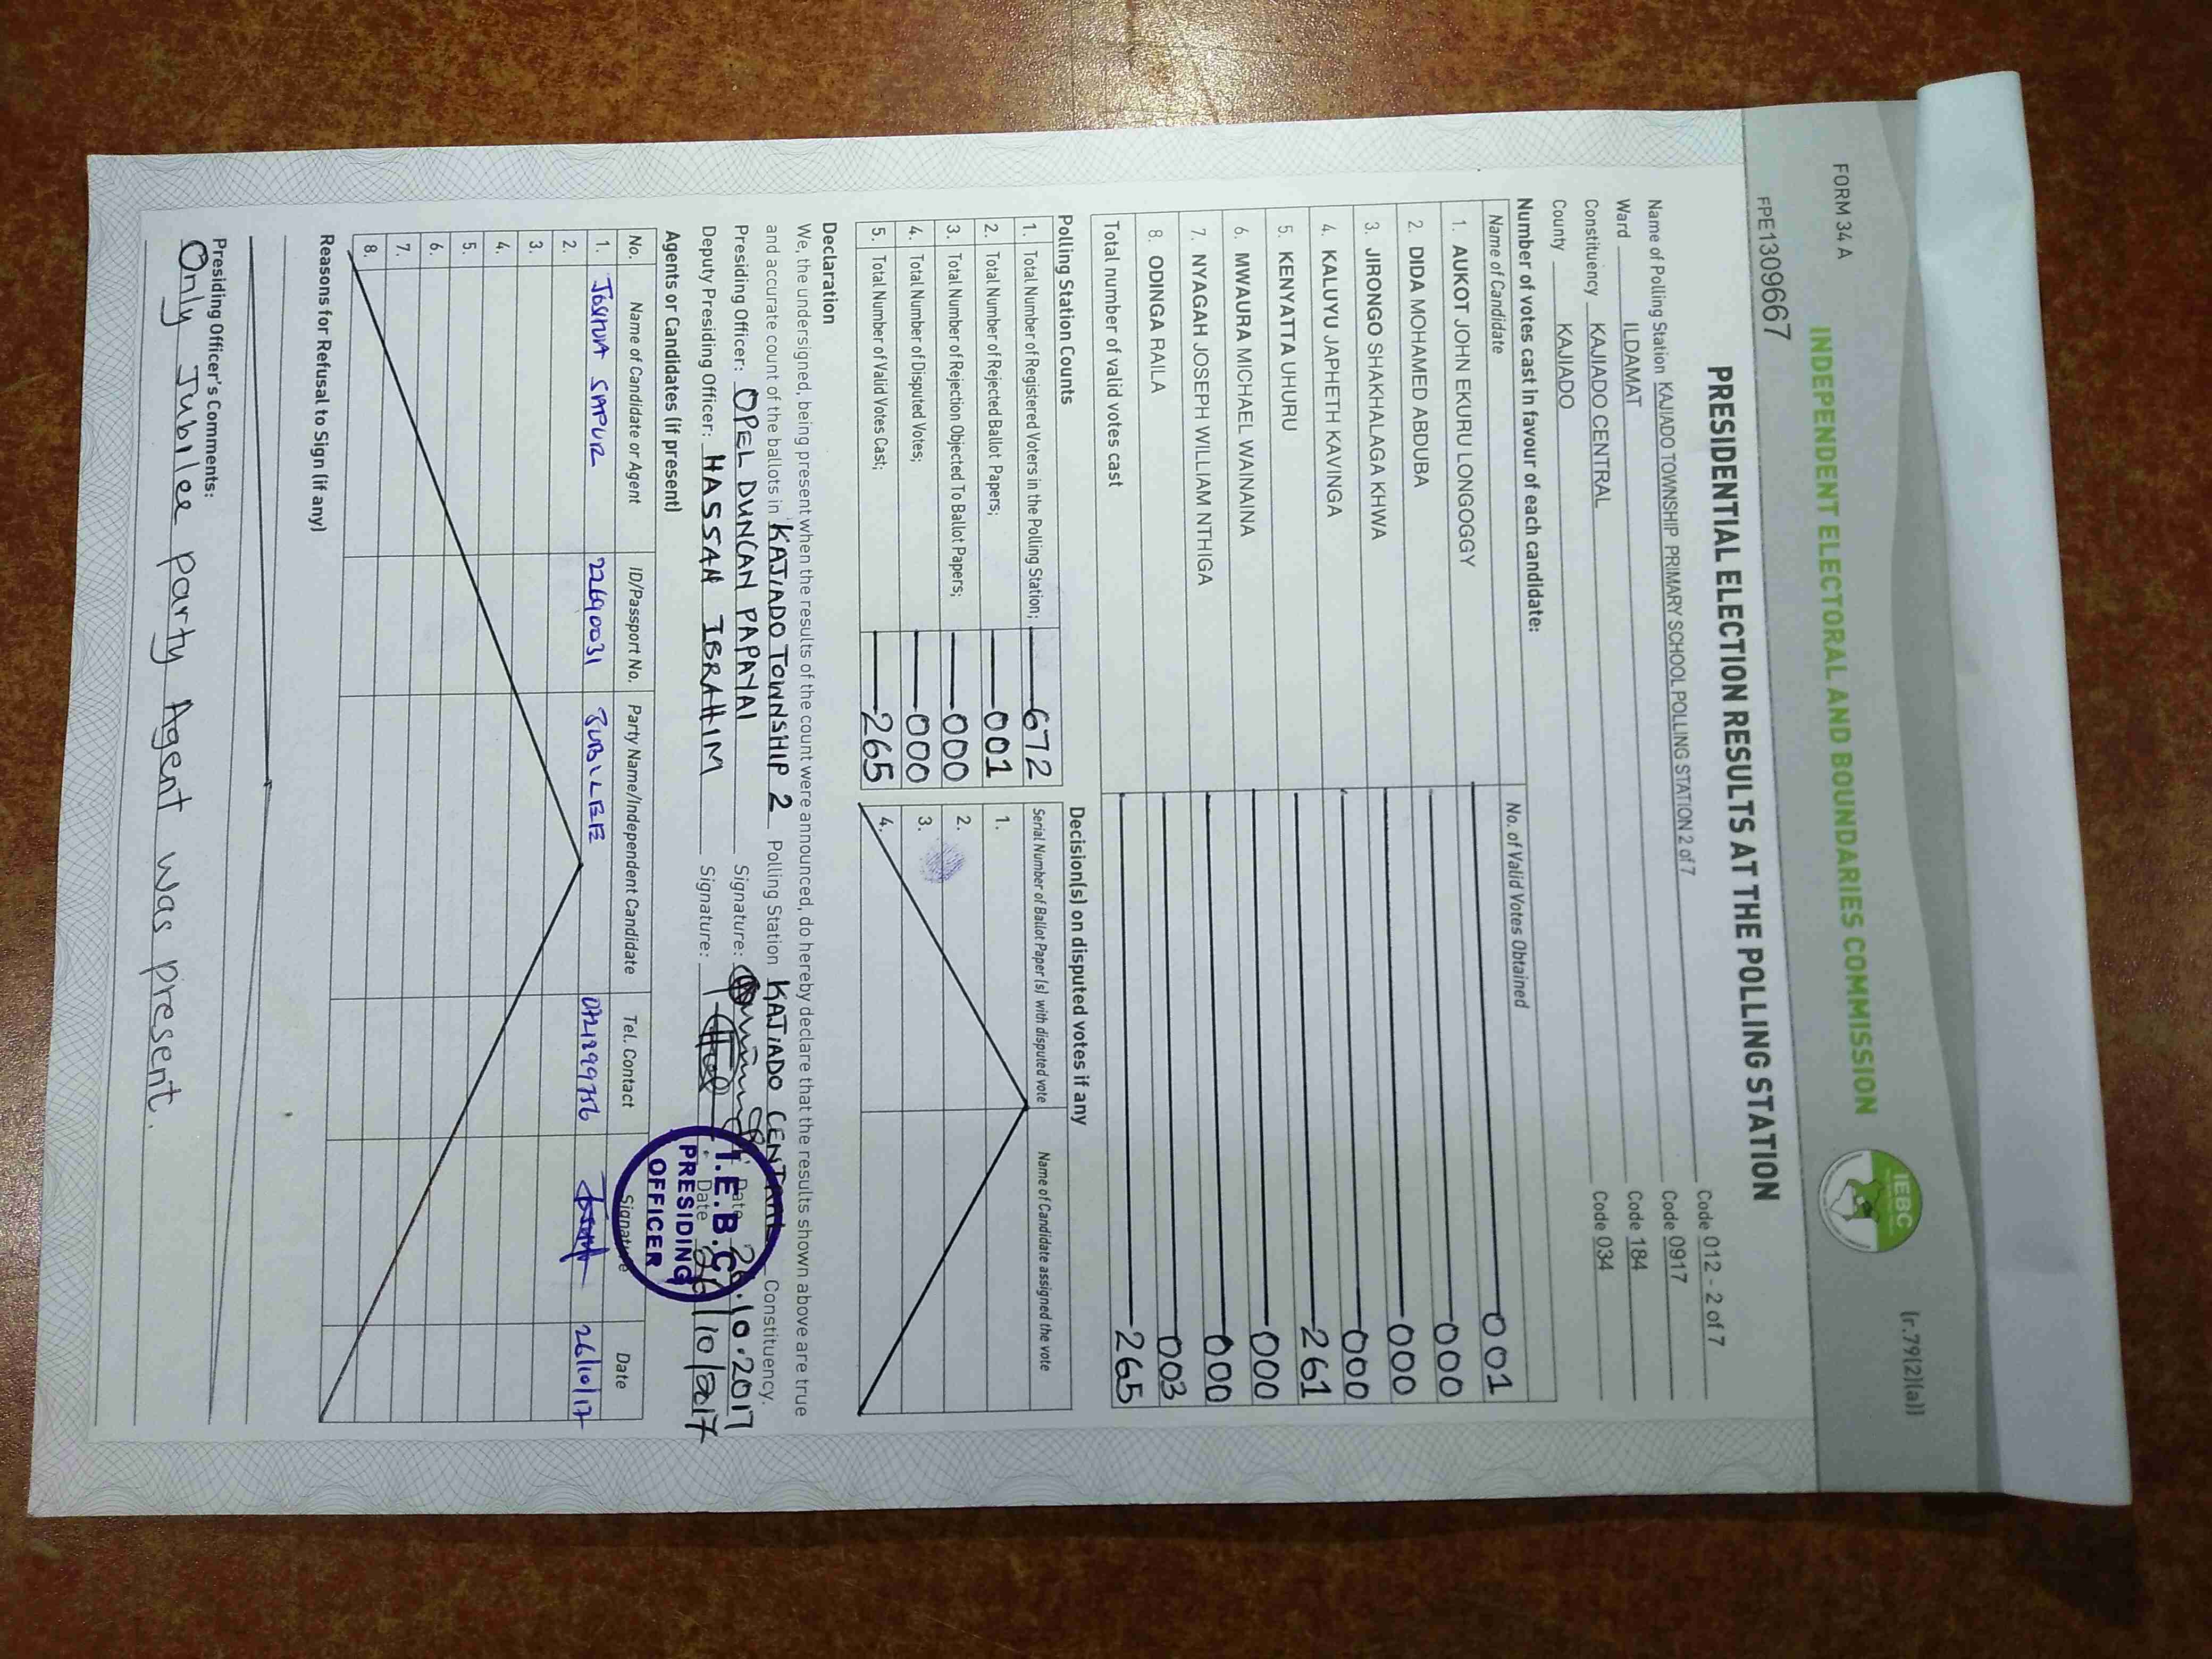 FORM 34 A
(r.79(2)(a))
INDEPENDENT ELECTORAL AND BOUNDARIES COMMISSION
IEBC
FPE1309667
PRESIDENTIAL ELECTION RESULTS AT THE POLLING STATION
Name of Polling Station KAJIADO TOWNSHIP PRIMARY SCHOOL POLLING STATION 2 of 7 Code 012 - 2 of 7
Ward ILDAMAT Code 0917
Constituency KAJIADO CENTRAL Code 184
County KAJIADO Code 034
Number of votes cast in favour of each candidate:
Name of Candidate No. of Valid Votes Obtained
1. AUKOT JOHN EKURU LONGOGGY 001
2. DIDA MOHAMED ABDUBA 000
3. JIRONGO SHAKHALAGA KHWA 000
4. KALUYU JAPHETH KAVINGA 000
5. KENYATTA UHURU 261
6. MWAURA MICHAEL WAINAINA 000
7. NYAGAH JOSEPH WILLIAM NTHIGA 000
8. ODINGA RAILA 003
Total number of valid votes cast 265
Polling Station Counts
1. Total Number of Registered Voters in the Polling Station; 672
2. Total Number of Rejected Ballot Papers; 001
3. Total Number of Rejection Objected To Ballot Papers; 000
4. Total Number of Disputed Votes; 000
5. Total Number of Valid Votes Cast; 265
Decision(s) on disputed votes if any
Serial Number of Ballot Paper (s) with disputed vote Name of Candidate assigned the vote
1.
2.
3.
4.
Declaration
We, the undersigned, being present when the results of the count were announced, do hereby declare that the results shown above are true
and accurate count of the ballots in KAJIADO TOWNSHIP 2 Polling Station KAJIADO CENTRAL Constituency.
Presiding Officer: OPEL DUNCAN PAPAYAI Signature: Date 26.10.2017
Deputy Presiding Officer: HASSAN IBRAHIM Signature: Date 26/10/2017
I.E.B.C
PRESIDING
OFFICER
Agents or Candidates (if present)
No. Name of Candidate or Agent ID/Passport No. Party Name/Independent Candidate Tel. Contact Signature Date
1. JOSHUA SAPUR 22690031 JUBILEE 26/10/17
2.
3.
4.
5.
6.
7.
8.
Reasons for Refusal to Sign (if any)
Presiding Officer's Comments:
Only Jubilee party Agent was present.